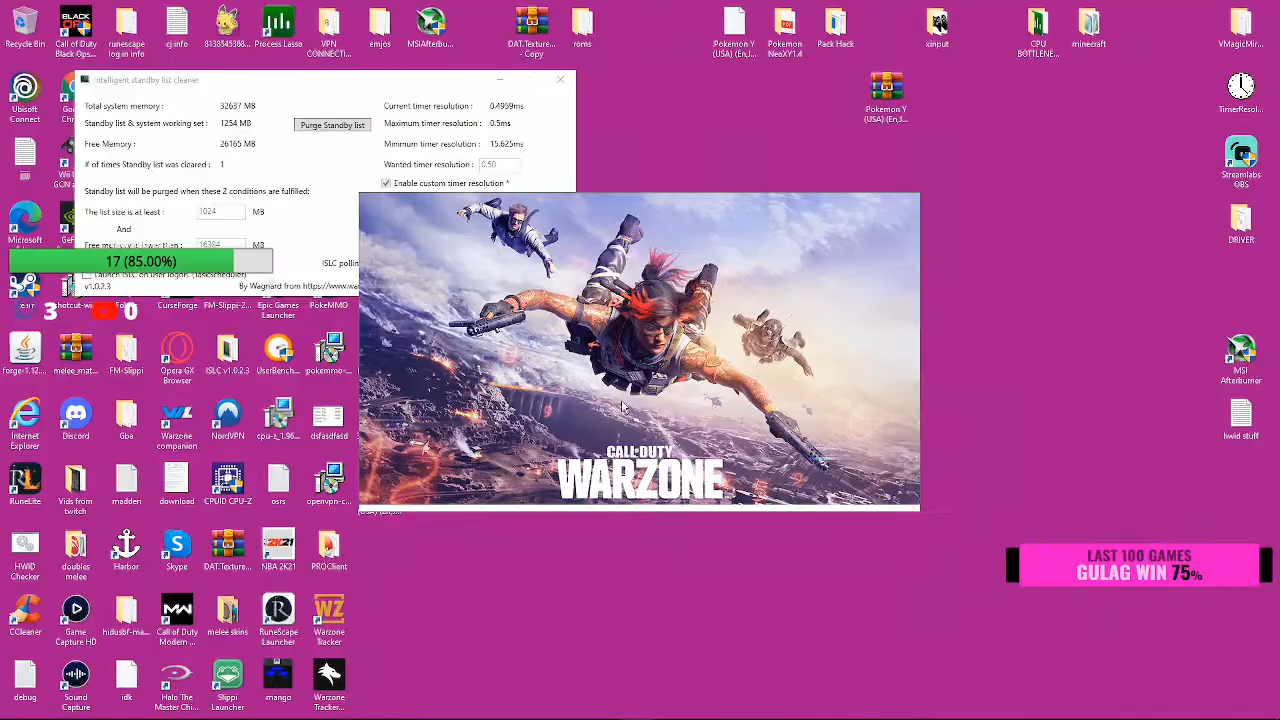 Recycle Bin
Call of Duty
Black Ops...
runescape
log in info
cj info
8138545368...
Process Lasso
VPN
CONNECTI...
emjos
MSIAfterbu...
DAT.Texture...
- Copy
roms
Pokemon Y
(USA) (En,J...
Pokemon
NeoXY1.4
Pack Hack
xinput
CPU
BOTTLENE...
minecraft
VMagicMir...
Intelligent standby list cleaner
Total system memory :
32637 MB
Standby list & system working set :
1254 MB
Free Memory :
26165 MB
# of times Standby list was cleared :
1
Purge Standby list
Current timer resolution :
0.4959ms
Maximum timer resolution :
0.5ms
Minimum timer resolution :
15.625ms
Wanted timer resolution :
0.50
Enable custom timer resolution *
Standby list will be purged when these 2 conditions are fulfilled:
The list size is at least :
1024
MB
And
16384
MB
17 (85.00%)
ISLC pollin
v1.0.2.3
By Wagnard from https://www.wa
3
0
Ubisoft
Connect
Microsoft
Pokemon Y
(USA) (En,J...
TimerResol...
Streamlabs
OBS
DRIVER
MSI
Afterburner
hwid stuff
CurseForge
FM-Slippi-2...
Epic Games
Launcher
PokeMMO
forge-1.12...
melee_mat...
FM-Slippi
Opera GX
Browser
ISLC v1.0.2.3
UserBench...
pokemmo-...
Internet
Explorer
Discord
Gba
Warzone
companion
NordVPN
cpu-z_1.96...
dsfasdfasd
RuneLite
Vids from
twitch
madden
download
CPUID CPU-Z
osrs
openvpn-c...
HWID
Checker
doubles
melee
Harbor
Skype
DAT.Texture...
NBA 2K21
PROClient
CCleaner
Game
Capture HD
hidusbf-ma...
Call of Duty
Modern ...
melee skins
RuneScape
Launcher
Warzone
Tracker
debug
Sound
Capture
idk
Halo The
Master Chi...
Slippi
Launcher
mango
Warzone
Tracker...
CALL OF DUTY
WARZONE
LAST 100 GAMES
GULAG WIN 75%